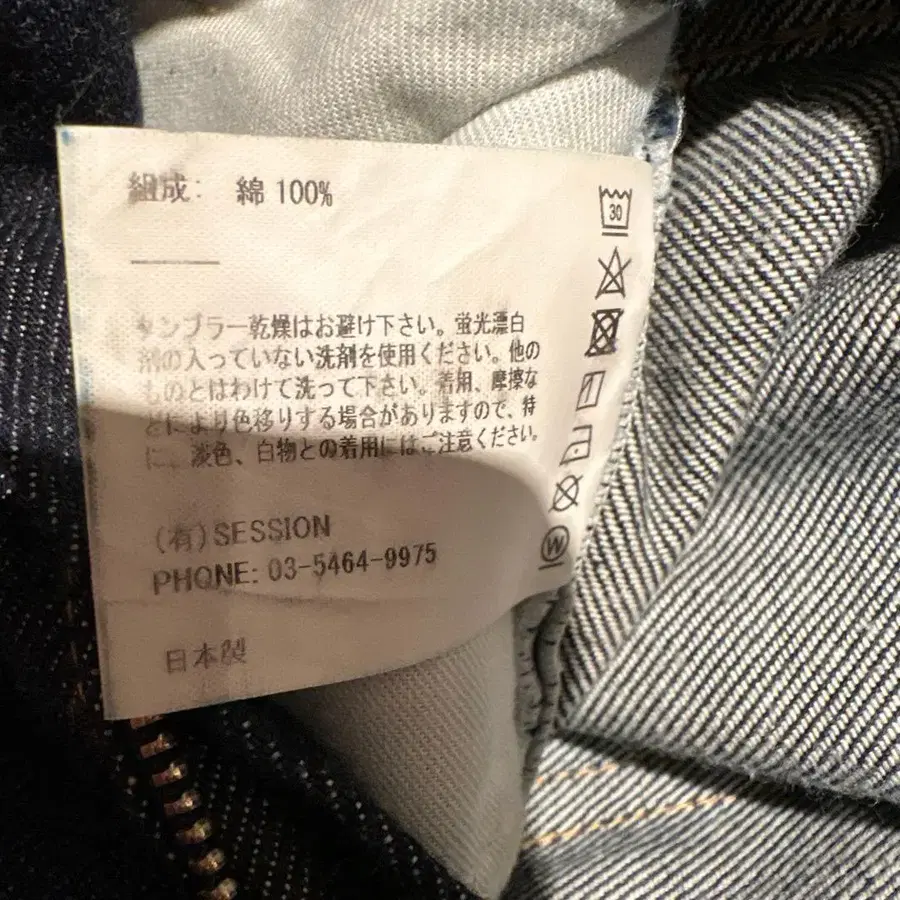 組成: 綿 100%
30
タンブラー乾燥はお避け下さい。蛍光漂白
剤の入っていない洗剤を使用ください。他の
ものとはわけて洗って下さい。着用、摩擦な
どにより色移りする場合がありますので、特
に、淡色、白物との着用にはご注意ください。
W
(有)SESSION
PHONE: 03-5464-9975
日本製